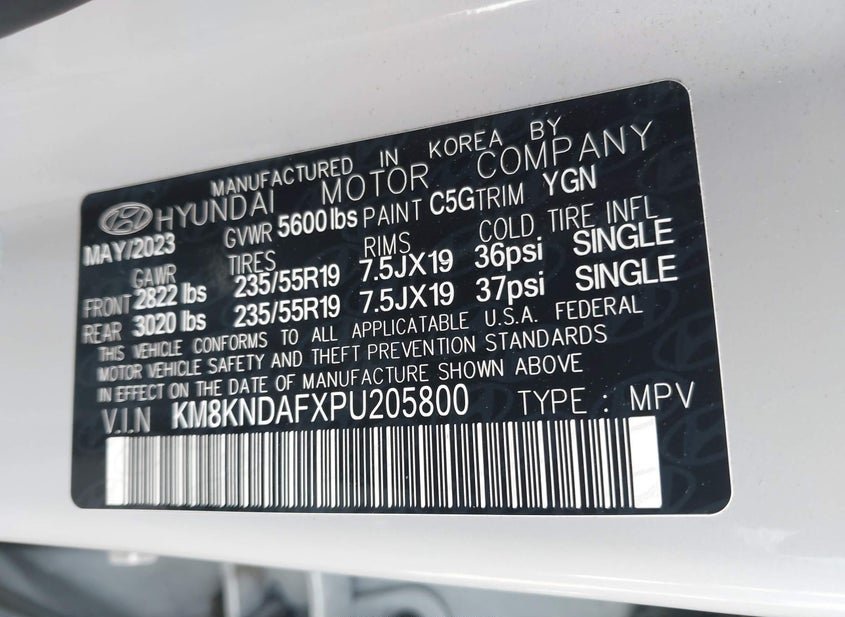 MANUFACTURED IN KOREA BY
HYUNDAI MOTOR COMPANY
MAY/2023 GVWR 5600lbs PAINT C5G TRIM YGN
GAWR TIRES RIMS COLD TIRE INFL
FRONT 2822 lbs 235/55R19 7.5JX19 36psi SINGLE
REAR 3020 lbs 235/55R19 7.5JX19 37psi SINGLE
THIS VEHICLE CONFORMS TO ALL APPLICATABLE U.S.A. FEDERAL
MOTOR VEHICLE SAFETY AND THEFT PREVENTION STANDARDS
IN EFFECT ON THE DATE OF MANUFACTURE SHOWN ABOVE
V.I.N KM8KNDAFXPU205800 TYPE : MPV